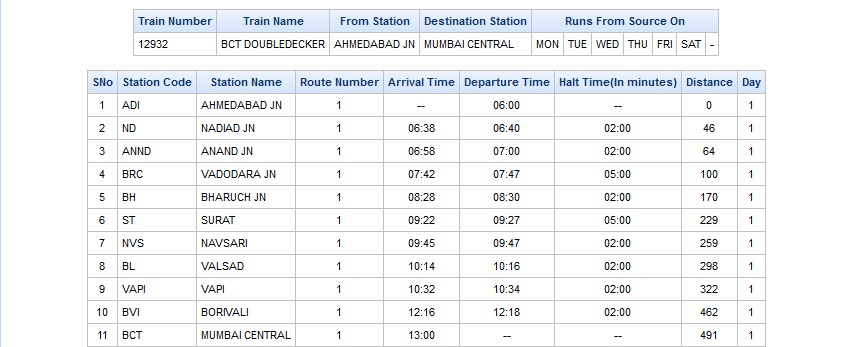 Train Number Train Name From Station Destination Station Runs From Source On
12932 BCT DOUBLEDECKER AHMEDABAD JN MUMBAI CENTRAL MON TUE WED THU FRI SAT -
SNo Station Code Station Name Route Number Arrival Time Departure Time Halt Time(In minutes) Distance Day
1 ADI AHMEDABAD JN 1 -- 06:00 -- 0 1
2 ND NADIAD JN 1 06:38 06:40 02:00 46 1
3 ANND ANAND JN 1 06:58 07:00 02:00 64 1
4 BRC VADODARA JN 1 07:42 07:47 05:00 100 1
5 BH BHARUCH JN 1 08:28 08:30 02:00 170 1
6 ST SURAT 1 09:22 09:27 05:00 229 1
7 NVS NAVSARI 1 09:45 09:47 02:00 259 1
8 BL VALSAD 1 10:14 10:16 02:00 298 1
9 VAPI VAPI 1 10:32 10:34 02:00 322 1
10 BVI BORIVALI 1 12:16 12:18 02:00 462 1
11 BCT MUMBAI CENTRAL 1 13:00 -- -- 491 1